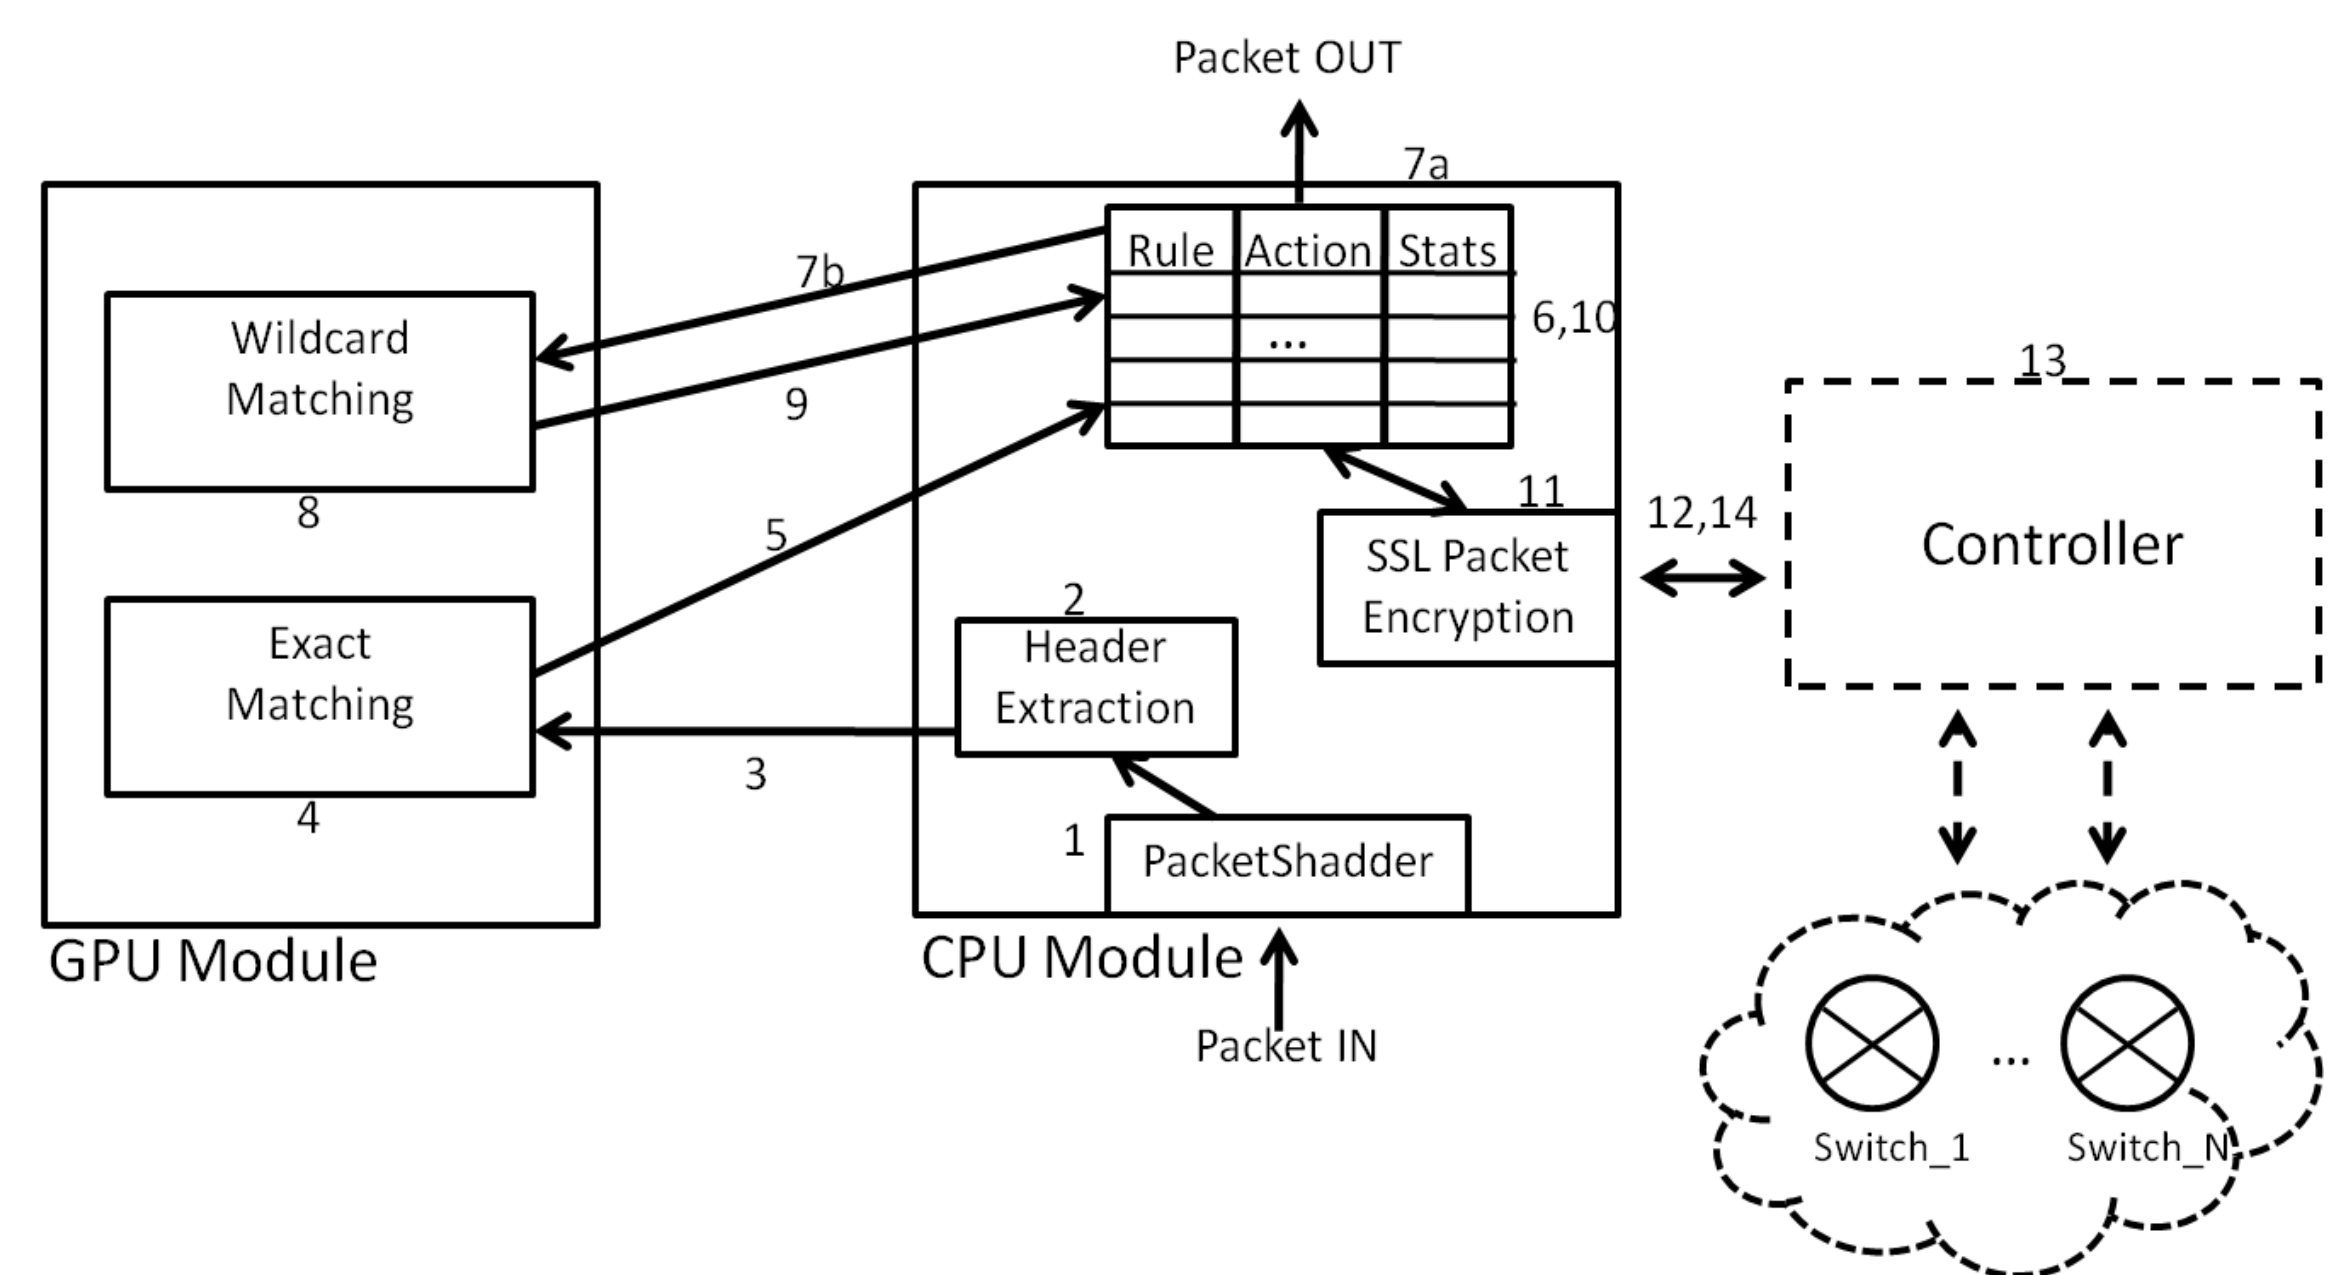 Packet OUT
7a
Rule Action Stats
7b
6,10
...
Wildcard
Matching
9
8
13
11
12,14
Controller
SSL Packet
Encryption
5
2
Header
Extraction
Exact
Matching
3
4
1
PacketShadder
GPU Module
CPU Module
Packet IN
...
Switch_1
Switch_N